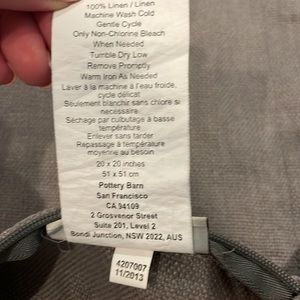 100% Linen / Linen
Machine Wash Cold
Gentle Cycle
Only Non-Chlorine Bleach
When Needed
Tumble Dry Low
Remove Promptly
Warm Iron As Needed
Laver à la machine à l'eau froide,
cycle délicat
Seulement blanchir sans chlore si
necessaire.
Séchage par culbutage à basse
température
Enlever sans tarder
Repassage à température
moyenne au besoin
20 x 20 inches
51 x 51 cm
Pottery Barn
San Francisco
CA 94109
2 Grosvenor Street
Suite 201, Level 2
Bondi Junction, NSW 2022, AUS
4207007
11/2013